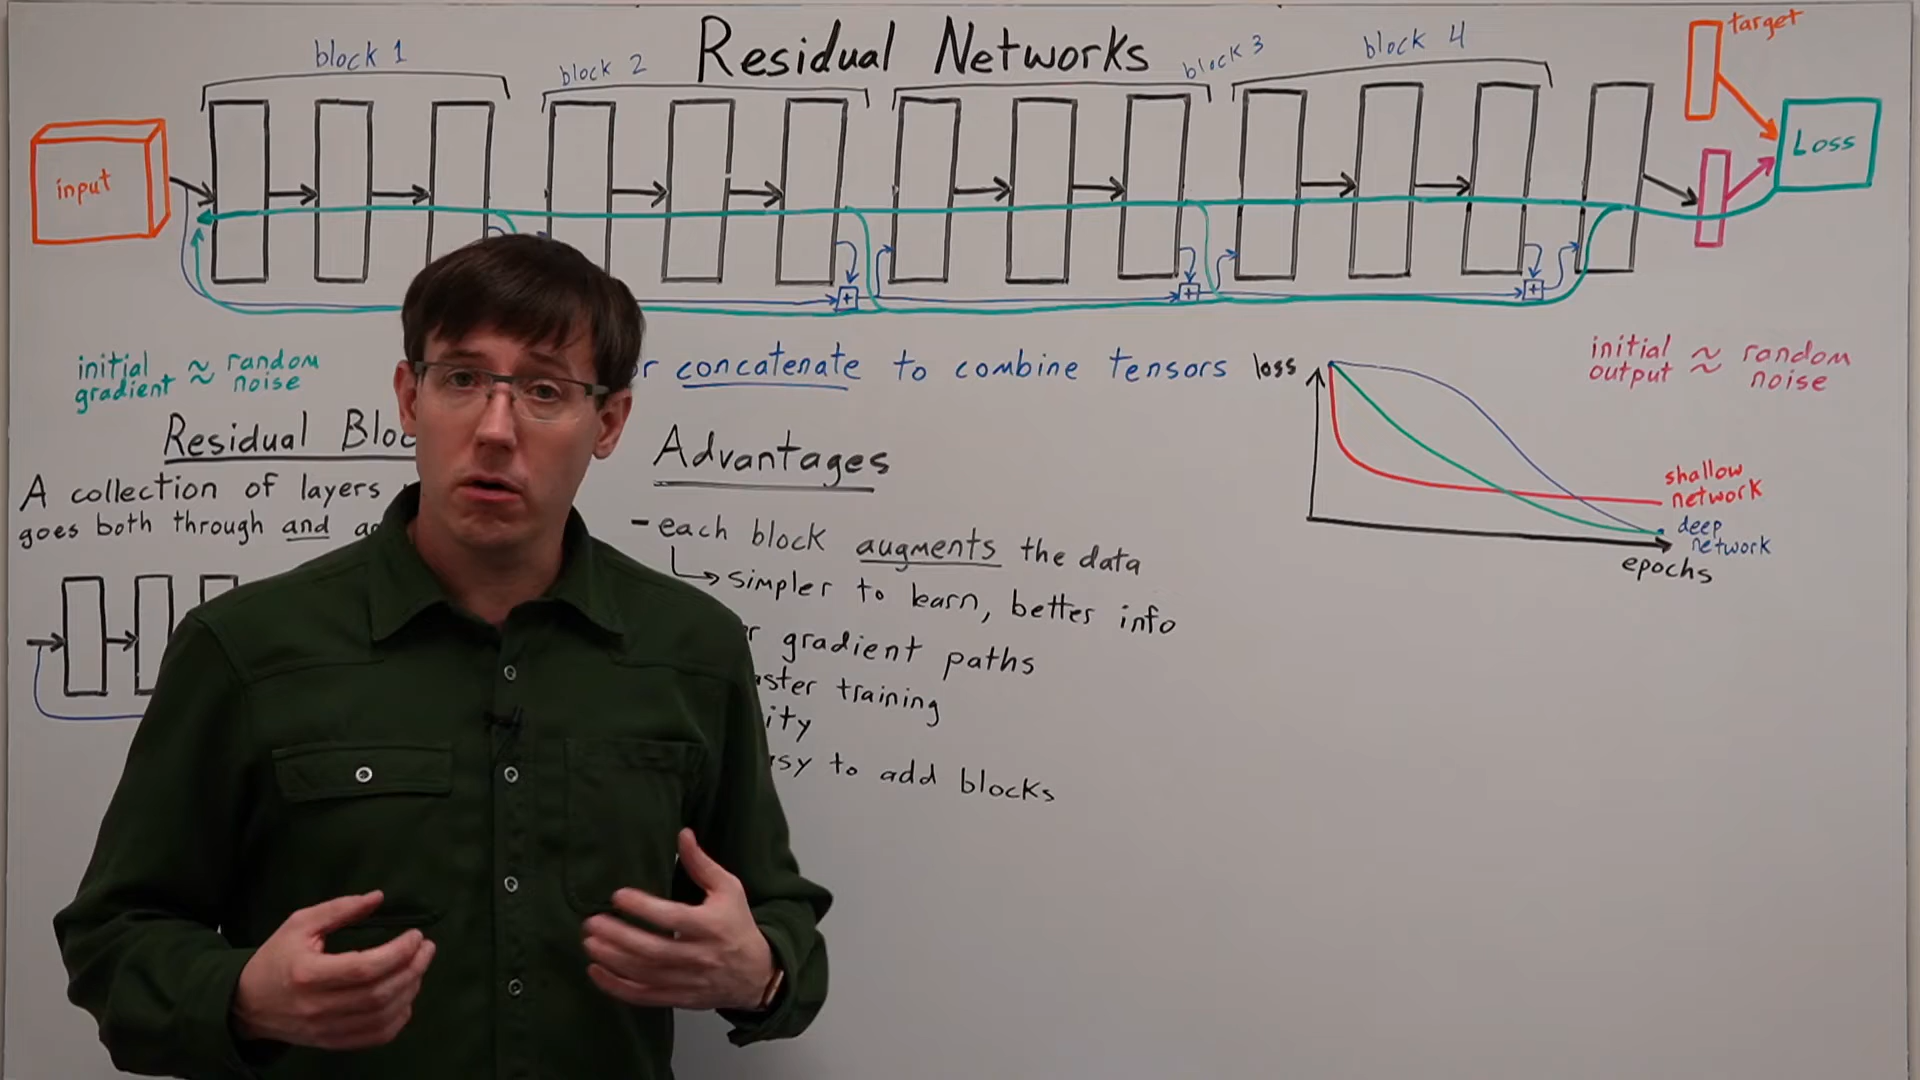 Residual Networks
block 1
block 2
block 3
block 4
target
input
Loss
+
+
+
initial ≈ random
gradient noise
concatenate to combine tensors
loss
initial ≈ random
output noise
Residual
A collection of layers
goes both through and
Advantages
- each block augments the data
simpler to learn, better info
gradient paths
training
easy to add blocks
shallow
network
deep
network
epochs